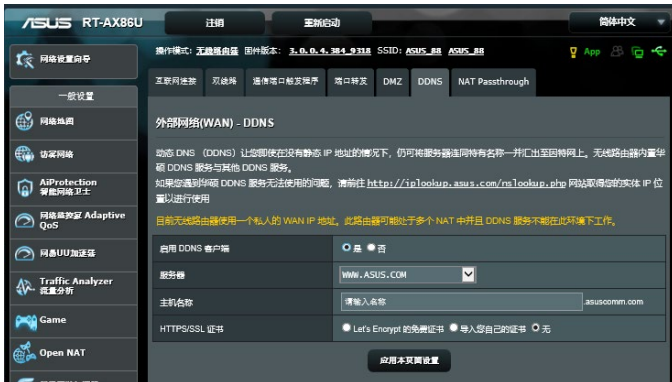 ASUS RT-AX86U 注销 重新启动 简体中文
操作模式: 无线路由器 固件版本: 3.0.0.4.384_9318 SSID: ASUS_88 ASUS_88 App
网络设置向导
互联网连接 双线路 通信端口触发程序 端口转发 DMZ DDNS NAT Passthrough
一般设置
网络地图
访客网络
AiProtection
智能网络卫士
网络监控家 Adaptive
QoS
网易UU加速器
Traffic Analyzer
流量分析
Game
Open NAT
外部网络(WAN) - DDNS
动态 DNS （DDNS）让您即使在没有静态 IP 地址的情况下，仍可将服务器连同特有名称一并汇出至因特网上。无线路由器内置华
硕 DDNS 服务与其他 DDNS 服务。
如果您遇到华硕 DDNS 服务无法使用的问题，请前往 http://iplookup.asus.com/nslookup.php 网站取得您的实体 IP 位
置以进行使用
目前无线路由器使用一个私人的 WAN IP 地址。此路由器可能处于多个 NAT 中并且 DDNS 服务不能在此环境下工作。
启用 DDNS 客户端 是 否
服务器 WWW.ASUS.COM
主机名称 请输入名称 .asuscomm.com
HTTPS/SSL 证书 Let's Encrypt 的免费证书 导入您自己的证书 无
应用本页面设置